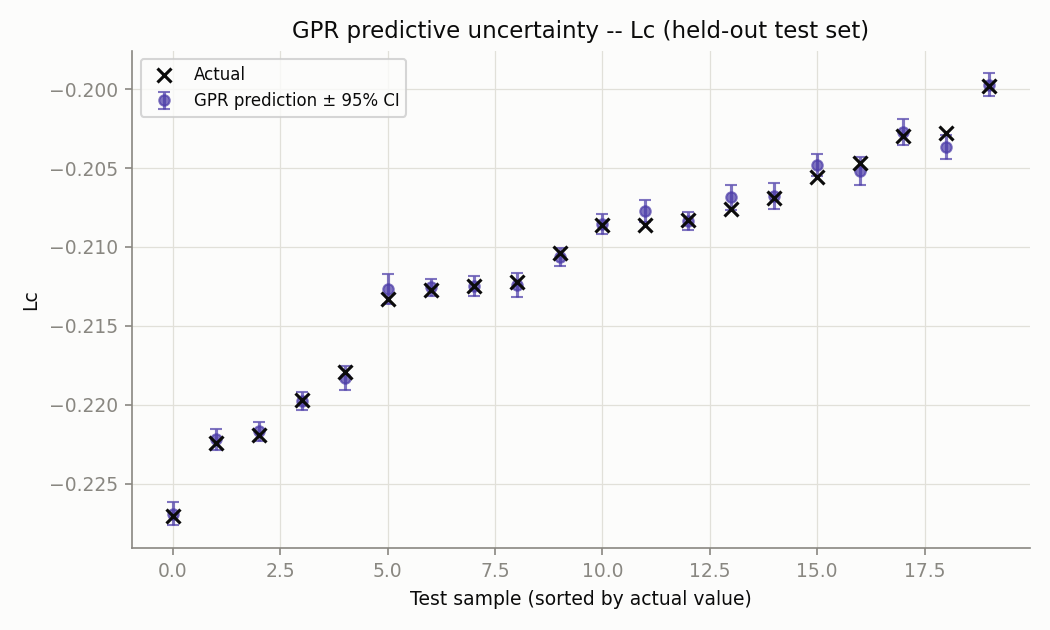 GPR predictive uncertainty -- Lc (held-out test set)
Actual
GPR prediction ± 95% CI
−0.200
−0.205
−0.210
−0.215
−0.220
−0.225
Lc
0.0 2.5 5.0 7.5 10.0 12.5 15.0 17.5
Test sample (sorted by actual value)